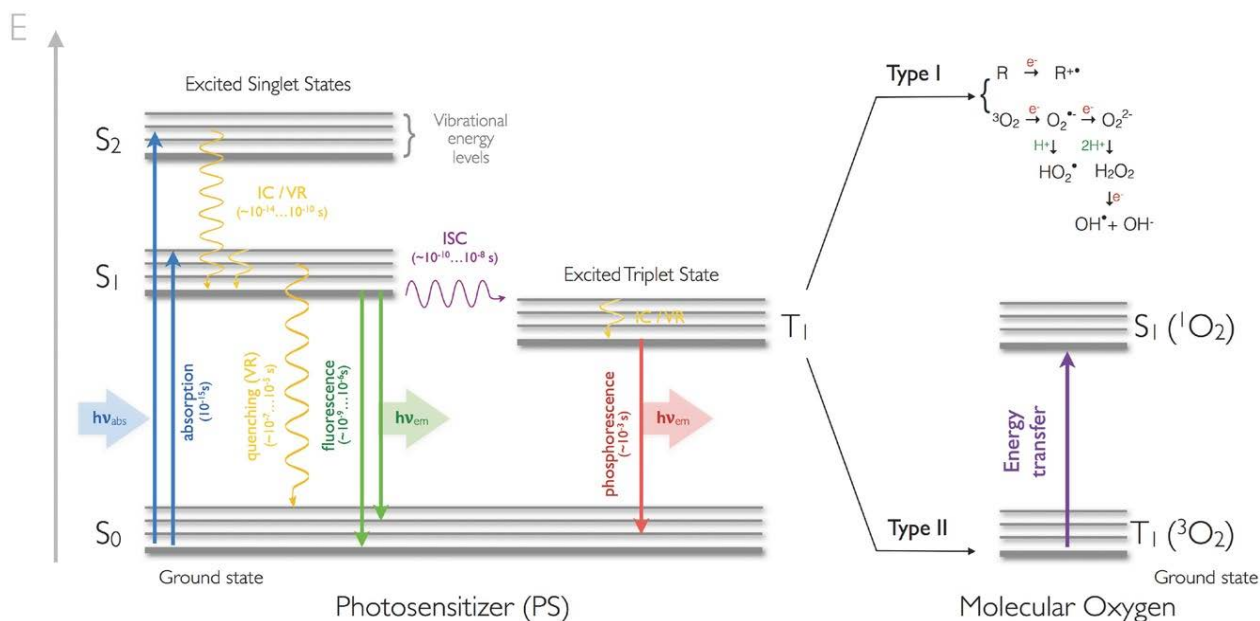 E
Excited Singlet States
S2
Vibrational
energy
levels
IC / VR
(~10-14...10-10 s)
S1
ISC
(~10-10...10-8 s)
Excited Triplet State
IC / VR
T1
hνabs
absorption
(10-15s)
quenching (VR)
(~10-7...10-5 s)
fluorescence
(~10-9...10-6s)
hνem
phosphorescence
(~10-3 s)
hνem
S0
Ground state
Photosensitizer (PS)
Type I
R e- → R+•
3O2 e- → O2•- e- → O22-
H+↓ 2H+↓
HO2• H2O2
↓e-
OH• + OH-
S1 (1O2)
Energy
transfer
Type II
T1 (3O2)
Ground state
Molecular Oxygen